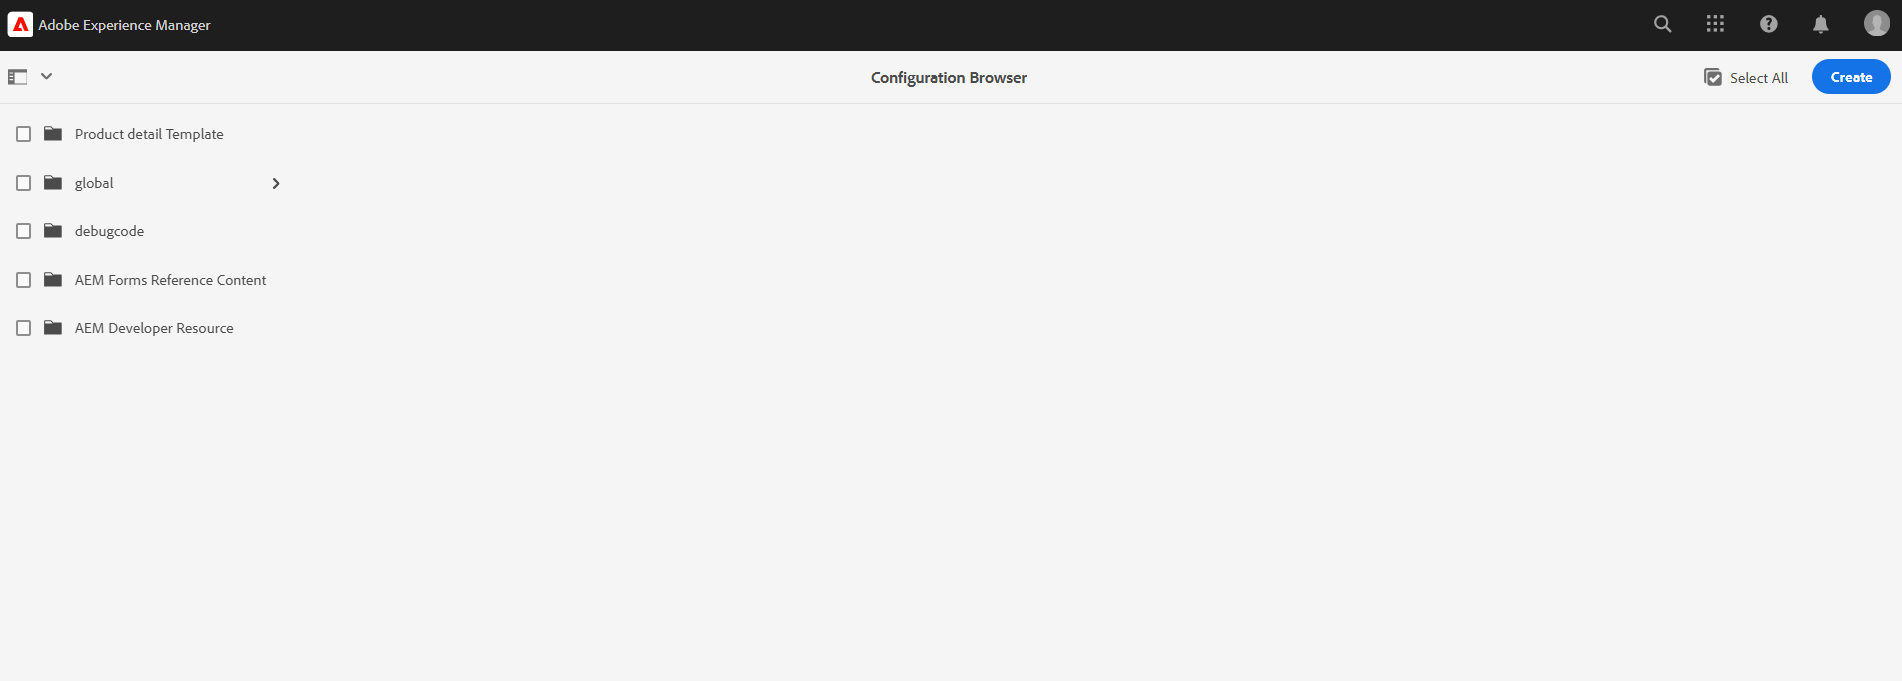 Adobe Experience Manager
Configuration Browser
Select All
Create
Product detail Template
global
debugcode
AEM Forms Reference Content
AEM Developer Resource